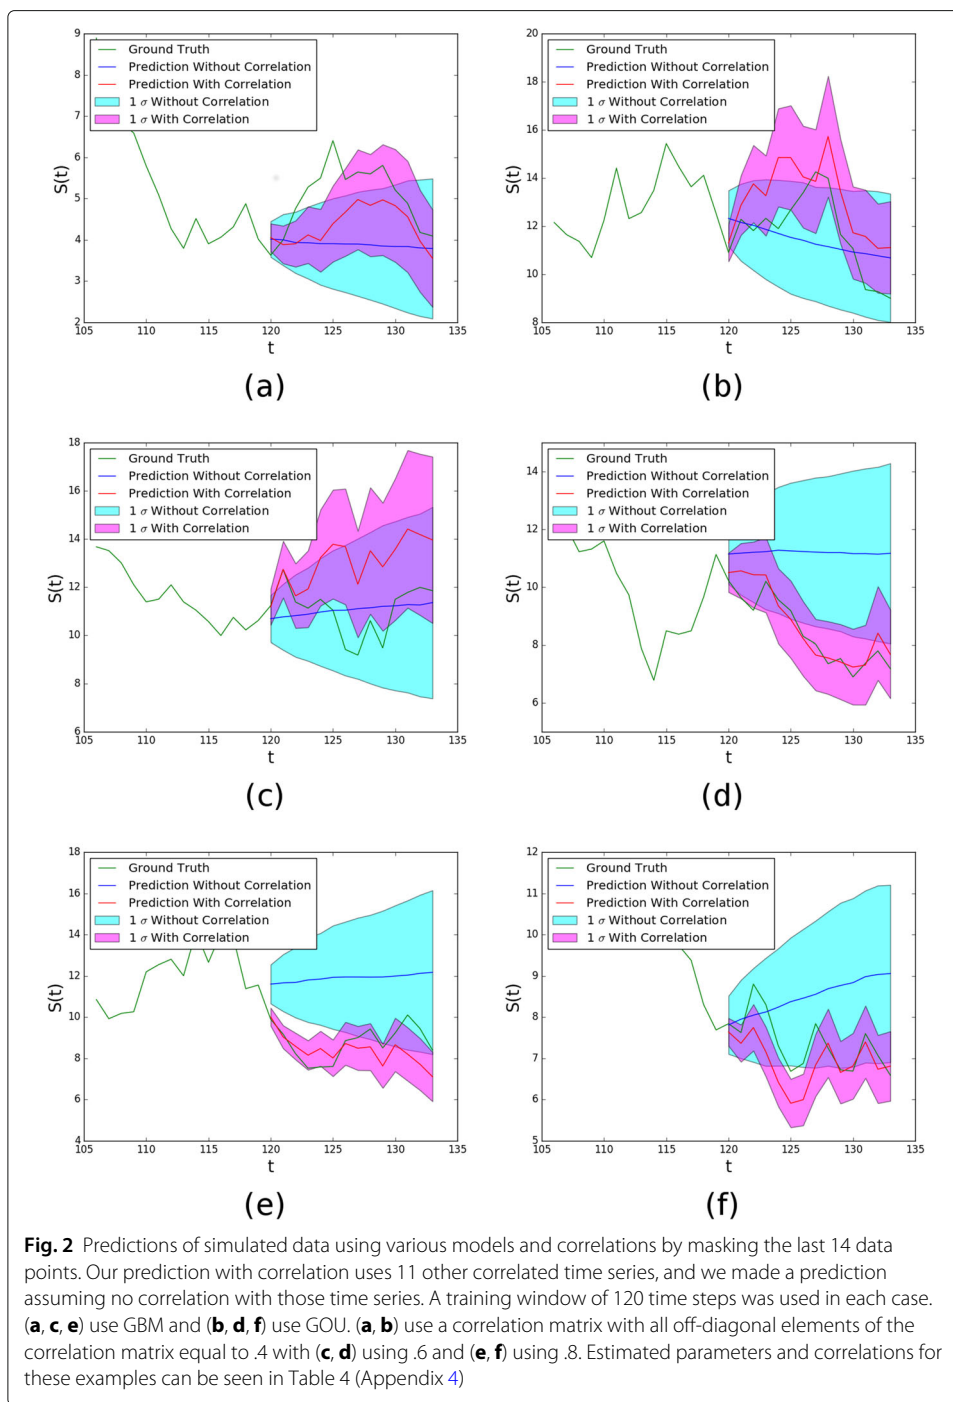 9
8
7
6
5
4
3
2
105 110 115 120 125 130 135
S(t)
t
Ground Truth
Prediction Without Correlation
Prediction With Correlation
1 σ Without Correlation
1 σ With Correlation
(a)
20
18
16
14
12
10
8
105 110 115 120 125 130 135
S(t)
t
Ground Truth
Prediction Without Correlation
Prediction With Correlation
1 σ Without Correlation
1 σ With Correlation
(b)
18
16
14
12
10
8
6
105 110 115 120 125 130 135
S(t)
t
Ground Truth
Prediction Without Correlation
Prediction With Correlation
1 σ Without Correlation
1 σ With Correlation
(c)
14
12
10
8
6
105 110 115 120 125 130 135
S(t)
t
Ground Truth
Prediction Without Correlation
Prediction With Correlation
1 σ Without Correlation
1 σ With Correlation
(d)
18
16
14
12
10
8
6
4
105 110 115 120 125 130 135
S(t)
t
Ground Truth
Prediction Without Correlation
Prediction With Correlation
1 σ Without Correlation
1 σ With Correlation
(e)
12
11
10
9
8
7
6
5
105 110 115 120 125 130 135
S(t)
t
Ground Truth
Prediction Without Correlation
Prediction With Correlation
1 σ Without Correlation
1 σ With Correlation
(f)
Fig. 2 Predictions of simulated data using various models and correlations by masking the last 14 data
points. Our prediction with correlation uses 11 other correlated time series, and we made a prediction
assuming no correlation with those time series. A training window of 120 time steps was used in each case.
(a, c, e) use GBM and (b, d, f) use GOU. (a, b) use a correlation matrix with all off-diagonal elements of the
correlation matrix equal to .4 with (c, d) using .6 and (e, f) using .8. Estimated parameters and correlations for
these examples can be seen in Table 4 (Appendix 4)